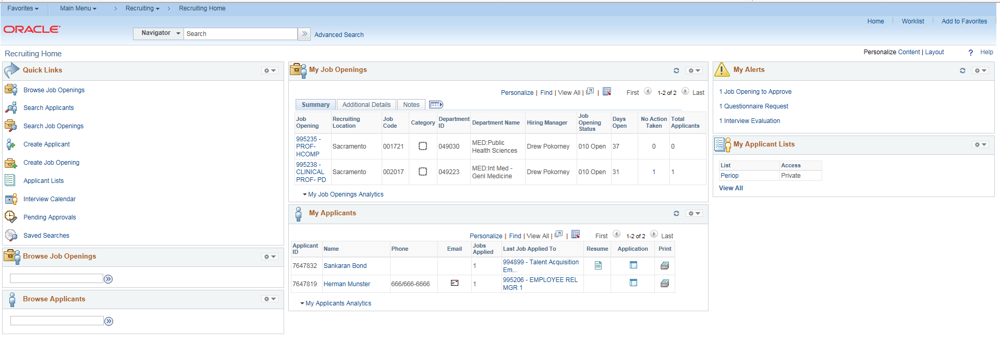 Favorites Main Menu > Recruiting > Recruiting Home
Home Worklist Add to Favorites
ORACLE
Navigator Search Advanced Search
Recruiting Home
Personalize Content | Layout ? Help
Quick Links
Browse Job Openings
Search Applicants
Search Job Openings
Create Applicant
Create Job Opening
Applicant Lists
Interview Calendar
Pending Approvals
Saved Searches
Browse Job Openings
Browse Applicants
My Job Openings
Personalize | Find | View All | | First 1-2 of 2 Last
Summary Additional Details Notes
Job Opening Recruiting Location Job Code Category Department ID Department Name Hiring Manager Job Opening Status Days Open No Action Taken Total Applicants
995235 - PROF-HCOMP Sacramento 001721 049030 MED:Public Health Sciences Drew Pokorney 010 Open 37 0 0
995238 - CLINICAL PROF- PD Sacramento 002017 049223 MED:Int Med - Genl Medicine Drew Pokorney 010 Open 31 1 1
My Job Openings Analytics
My Applicants
Personalize | Find | View All | | First 1-2 of 2 Last
Applicant ID Name Phone Email Jobs Applied Last Job Applied To Resume Application Print
7647832 Sankaran Bond 1 994899 - Talent Acquisition Em...
7647819 Herman Munster 666/666-6666 1 995206 - EMPLOYEE REL MGR 1
My Applicants Analytics
My Alerts
1 Job Opening to Approve
1 Questionnaire Request
1 Interview Evaluation
My Applicant Lists
List Access
Periop Private
View All